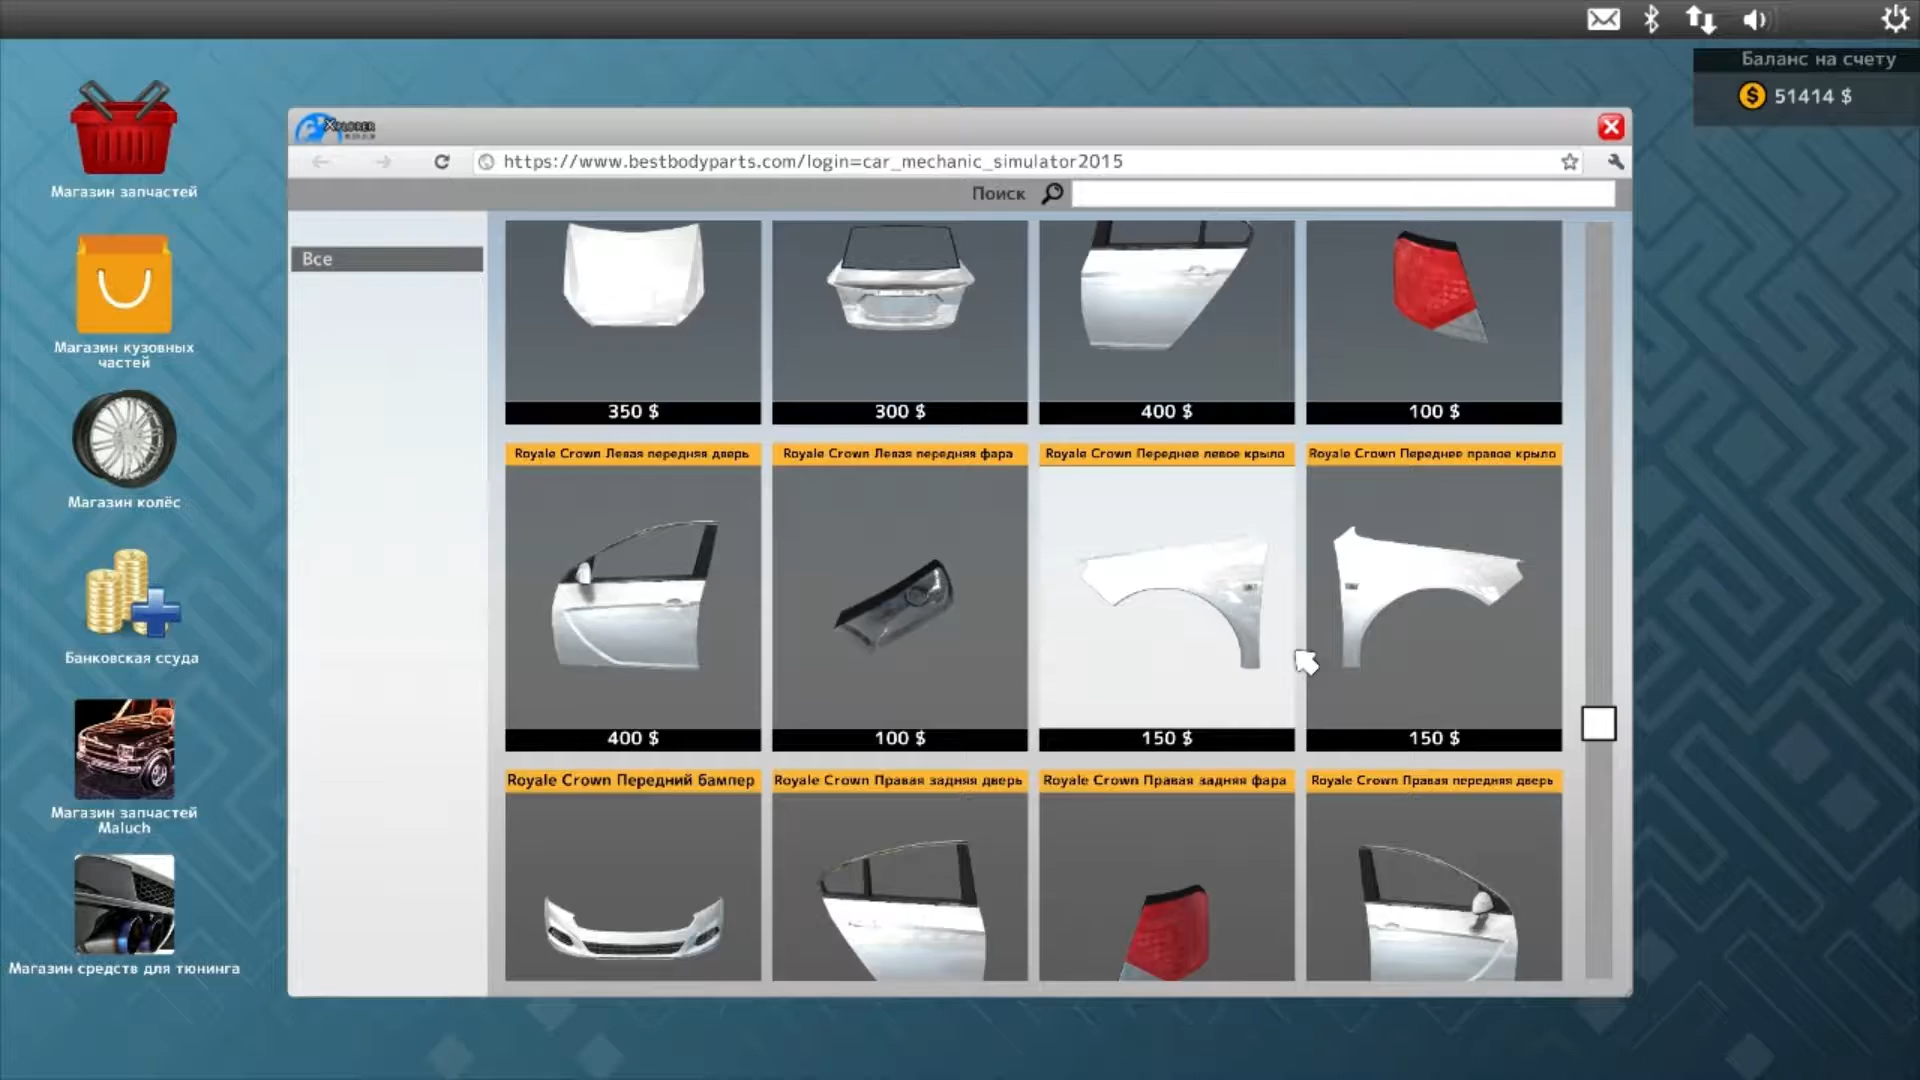 Баланс на счету
51414 $
Магазин запчастей
Магазин кузовных
частей
Магазин колёс
Банковская ссуда
Магазин запчастей
Maluch
Магазин средств для тюнинга
XPLORER
https://www.bestbodyparts.com/login=car_mechanic_simulator2015
Поиск
Все
350 $
300 $
400 $
100 $
Royale Crown Левая передняя дверь
Royale Crown Левая передняя фара
Royale Crown Переднее левое крыло
Royale Crown Переднее правое крыло
400 $
100 $
150 $
150 $
Royale Crown Передний бампер
Royale Crown Правая задняя дверь
Royale Crown Правая задняя фара
Royale Crown Правая передняя дверь